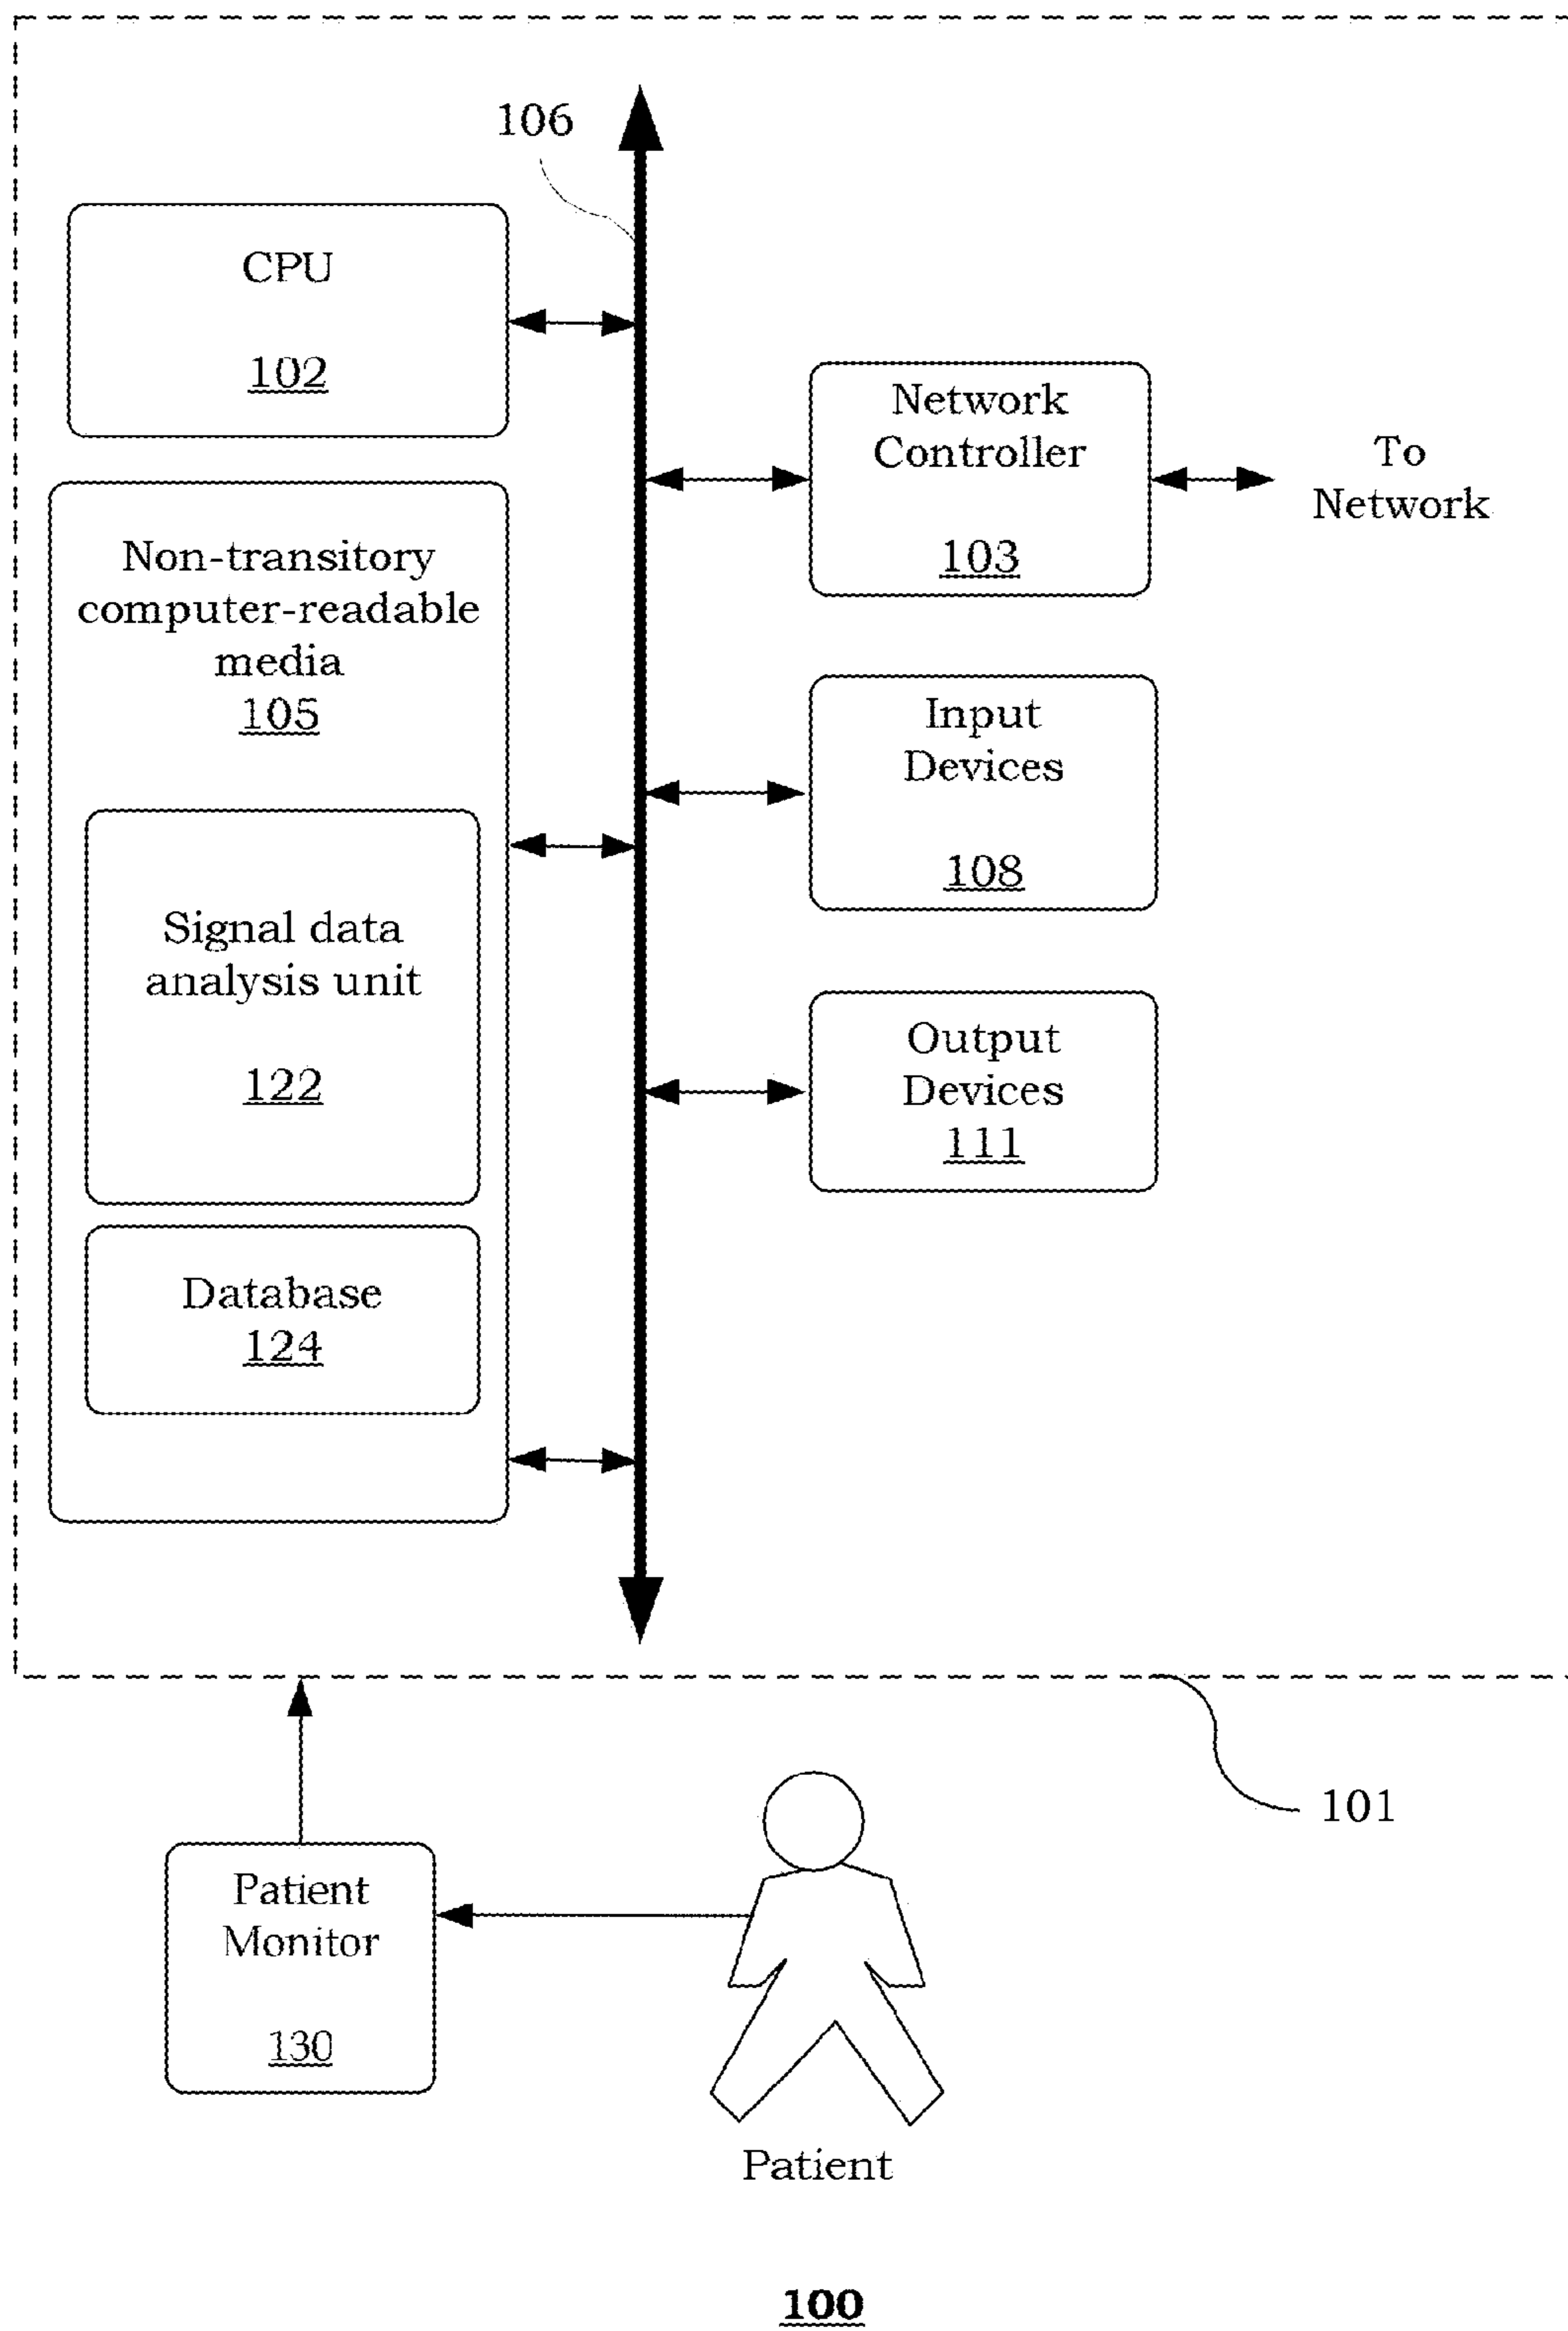 106
CPU
102
Network
Controller
103
To
Network
Non-transitory
computer-readable
media
105
Input
Devices
108
Signal data
analysis unit
122
Output
Devices
111
Database
124
101
Patient
Monitor
130
Patient
100